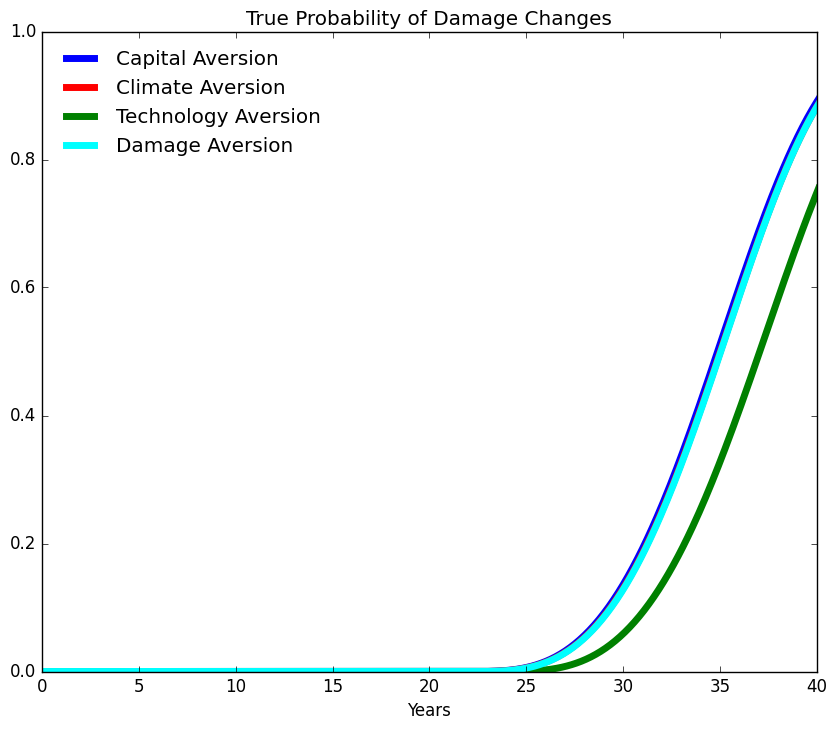 True Probability of Damage Changes
1.0
Capital Aversion
Climate Aversion
Technology Aversion
Damage Aversion
0.8
0.6
0.4
0.2
0.0
0 5 10 15 20 25 30 35 40
Years